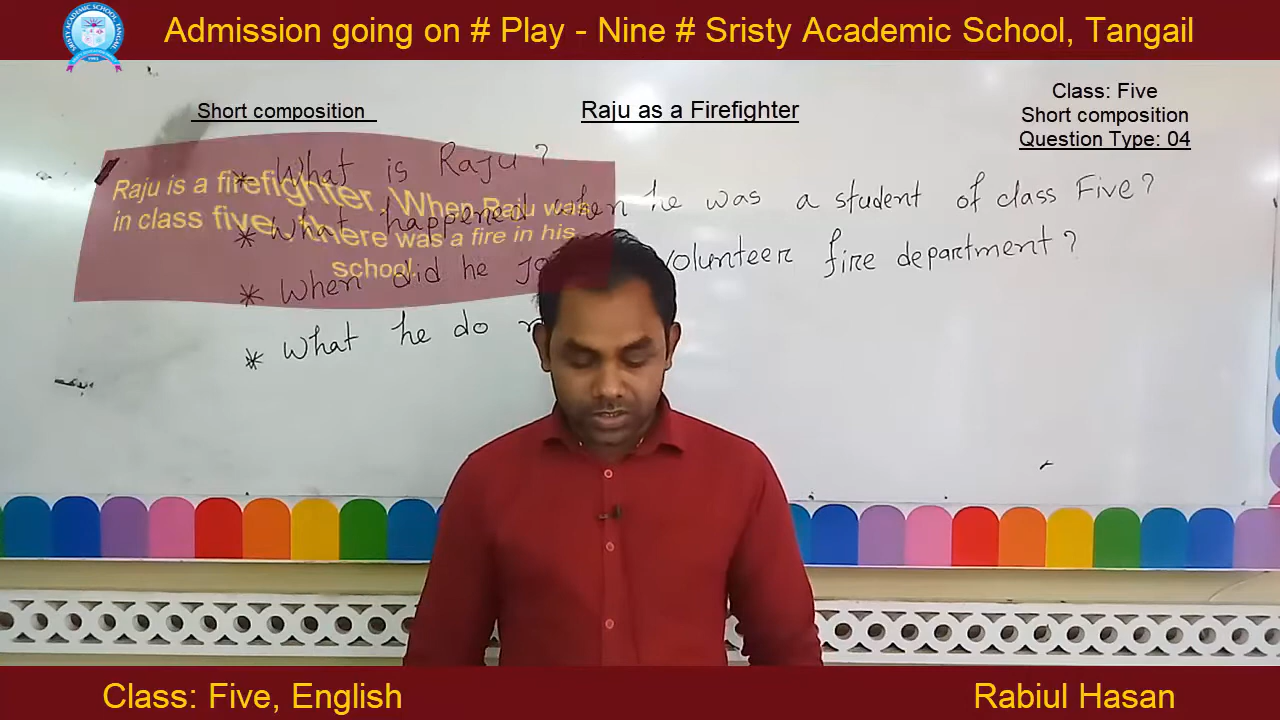 Admission going on # Play - Nine # Sristy Academic School, Tangail
Short composition
Raju as a Firefighter
Class: Five
Short composition
Question Type: 04
* What is Raju?
* What happened when he was a student of class Five?
* When did he volunteer fire department?
* What he do
Raju is a firefighter. When Raju was
in class five, there was a fire in his
school.
Class: Five, English
Rabiul Hasan